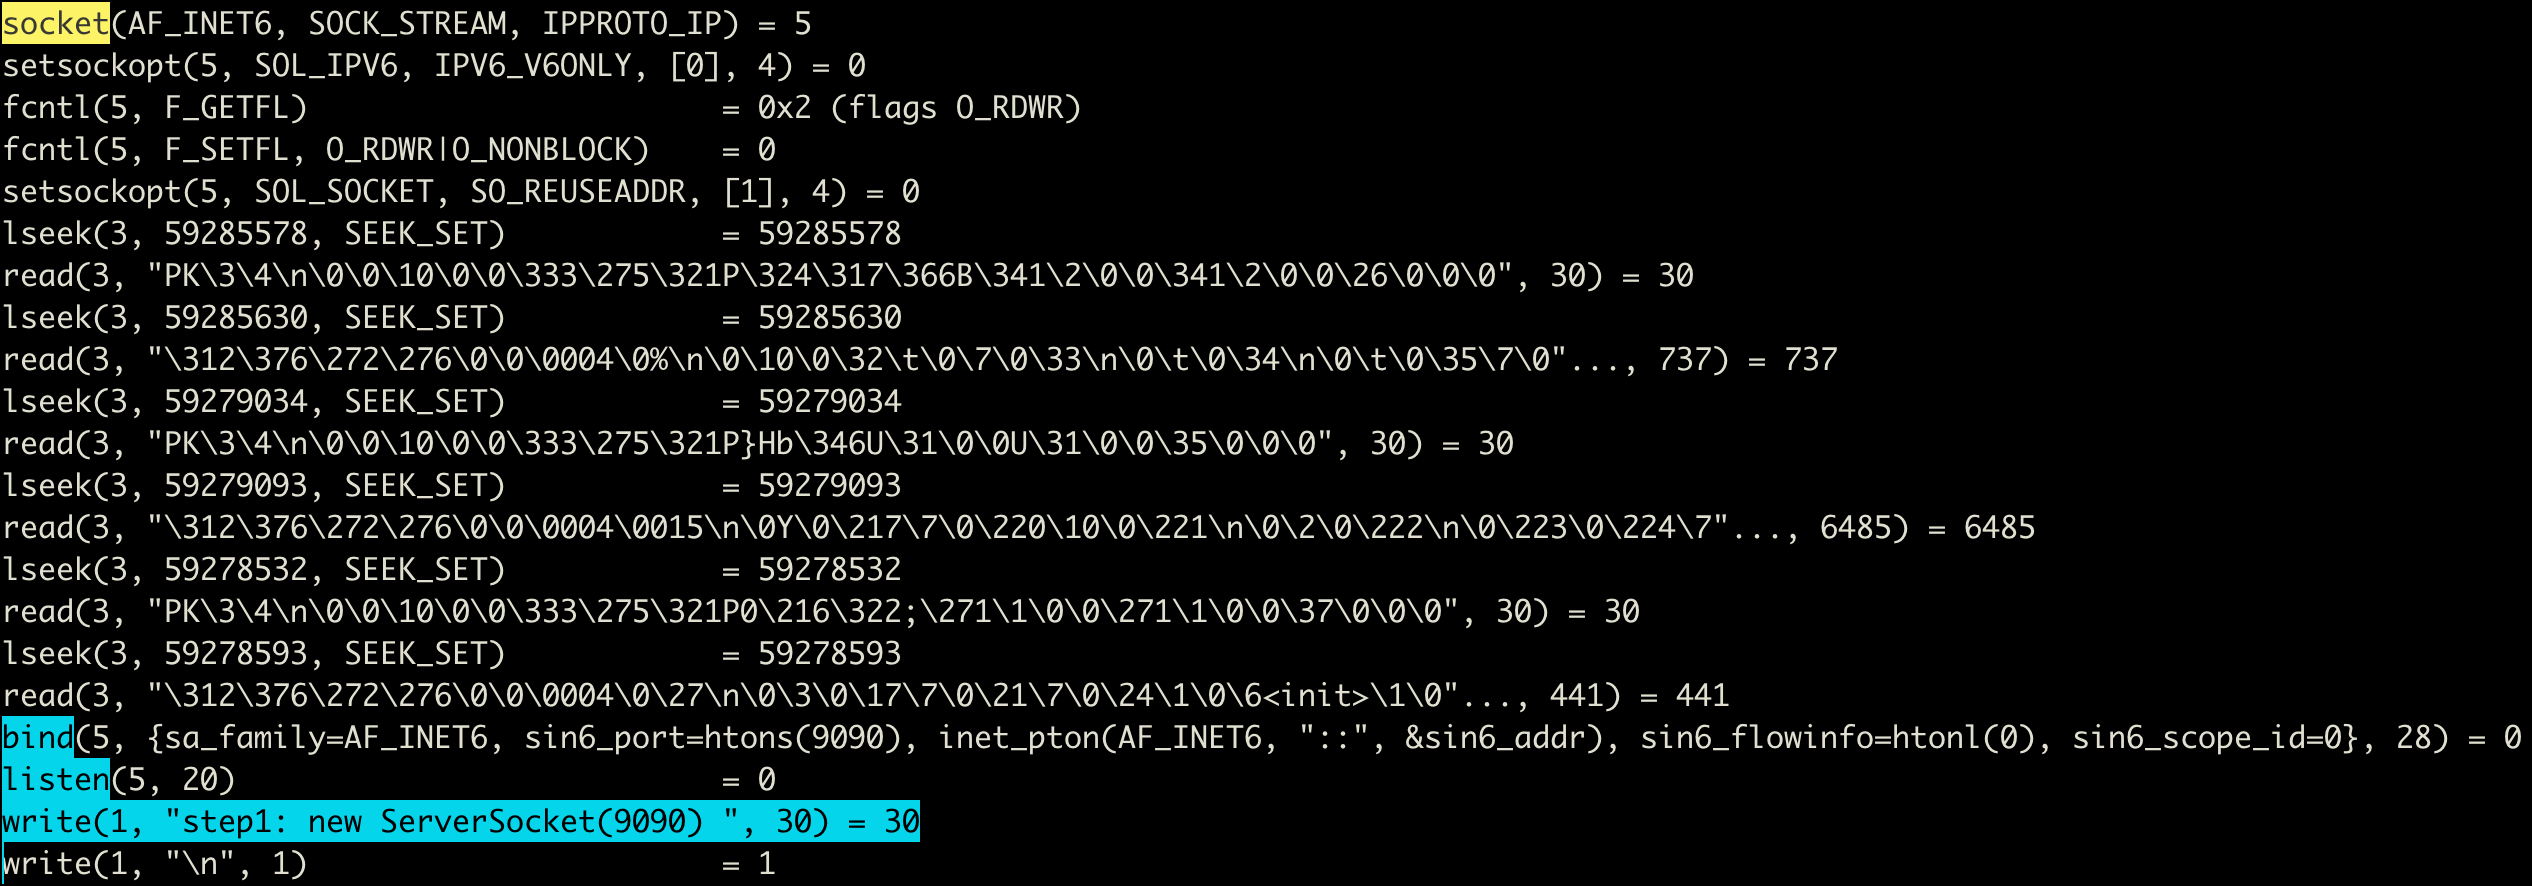 socket(AF_INET6, SOCK_STREAM, IPPROTO_IP) = 5
setsockopt(5, SOL_IPV6, IPV6_V6ONLY, [0], 4) = 0
fcntl(5, F_GETFL)                       = 0x2 (flags O_RDWR)
fcntl(5, F_SETFL, O_RDWR|O_NONBLOCK)    = 0
setsockopt(5, SOL_SOCKET, SO_REUSEADDR, [1], 4) = 0
lseek(3, 59285578, SEEK_SET)            = 59285578
read(3, "PK\3\4\n\0\0\10\0\0\333\275\321P\324\317\366B\341\2\0\0\341\2\0\0\26\0\0\0", 30) = 30
lseek(3, 59285630, SEEK_SET)            = 59285630
read(3, "\312\376\272\276\0\0\0004\0%\n\0\10\0\32\t\0\7\0\33\n\0\t\0\34\n\0\t\0\35\7\0"..., 737) = 737
lseek(3, 59279034, SEEK_SET)            = 59279034
read(3, "PK\3\4\n\0\0\10\0\0\333\275\321P}Hb\346U\31\0\0U\31\0\0\35\0\0\0", 30) = 30
lseek(3, 59279093, SEEK_SET)            = 59279093
read(3, "\312\376\272\276\0\0\0004\0015\n\0Y\0\217\7\0\220\10\0\221\n\0\2\0\222\n\0\223\0\224\7"..., 6485) = 6485
lseek(3, 59278532, SEEK_SET)            = 59278532
read(3, "PK\3\4\n\0\0\10\0\0\333\275\321P0\216\322;\271\1\0\0\271\1\0\0\37\0\0\0", 30) = 30
lseek(3, 59278593, SEEK_SET)            = 59278593
read(3, "\312\376\272\276\0\0\0004\0\27\n\0\3\0\17\7\0\21\7\0\24\1\0\6<init>\1\0"..., 441) = 441
bind(5, {sa_family=AF_INET6, sin6_port=htons(9090), inet_pton(AF_INET6, "::", &sin6_addr), sin6_flowinfo=htonl(0), sin6_scope_id=0}, 28) = 0
listen(5, 20)                           = 0
write(1, "step1: new ServerSocket(9090) ", 30) = 30
write(1, "\n", 1)                       = 1